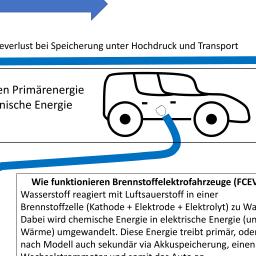 everlust bei Speicherung unter Hochdruck und Transport
en Primärenergie
nische Energie
Wie funktionieren Brennstoffelektrofahrzeuge (FCEV
Wasserstoff reagiert mit Luftsauerstoff in einer
Brennstoffzelle (Kathode + Elektrode + Elektrolyt) zu Wa
Dabei wird chemische Energie in elektrische Energie (un
Wärme) umgewandelt. Diese Energie treibt primär, oder
nach Modell auch sekundär via Akkuspeicherung, einen